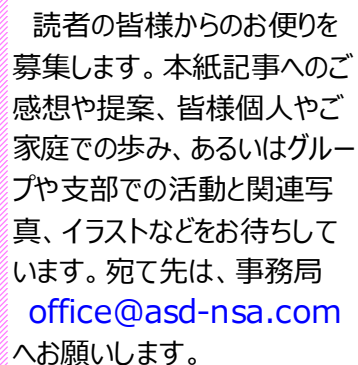 読者の皆様からのお便りを
募集します。本紙記事へのご
感想や提案、皆様個人やご
家庭での歩み、あるいはグルー
プや支部での活動と関連写
真、イラストなどをお待ちして
います。宛て先は、事務局
office@asd-nsa.com
へお願いします。